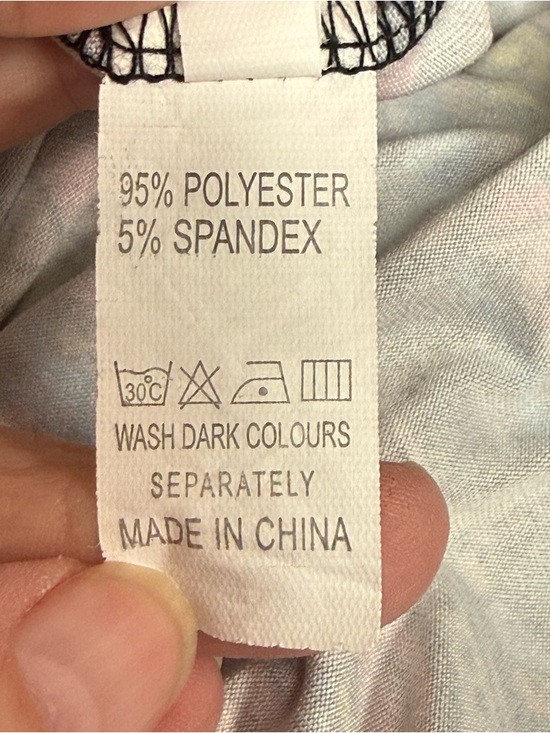 95% POLYESTER
5% SPANDEX
30°C
WASH DARK COLOURS
SEPARATELY
MADE IN CHINA